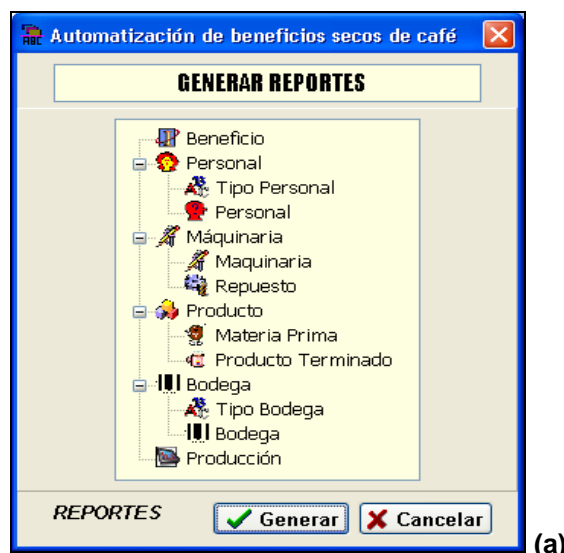 Automatización de beneficios secos de café
GENERAR REPORTES
Beneficio
Personal
Tipo Personal
Personal
Máquinaria
Maquinaria
Repuesto
Producto
Materia Prima
Producto Terminado
Bodega
Tipo Bodega
Bodega
Producción
REPORTES Generar Cancelar
(a)